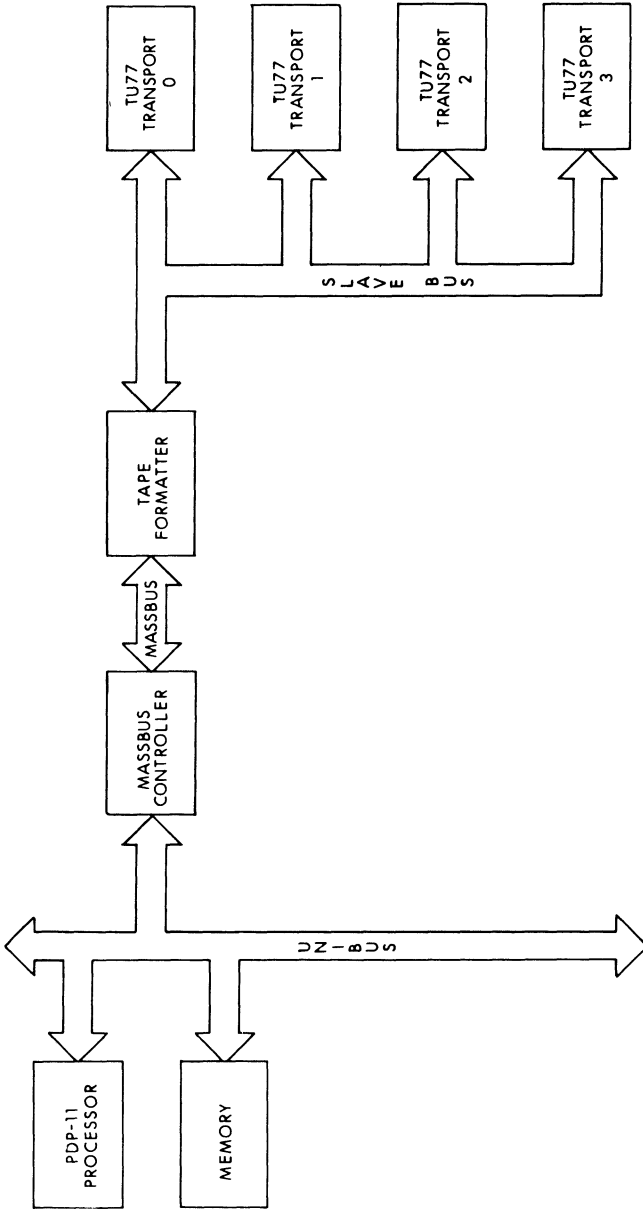 PDP-11
PROCESSOR
MEMORY
UNIBUS
MASSBUS
CONTROLLER
MASSBUS
TAPE
FORMATTER
SLAVE BUS
TU77
TRANSPORT
0
TU77
TRANSPORT
1
TU77
TRANSPORT
2
TU77
TRANSPORT
3